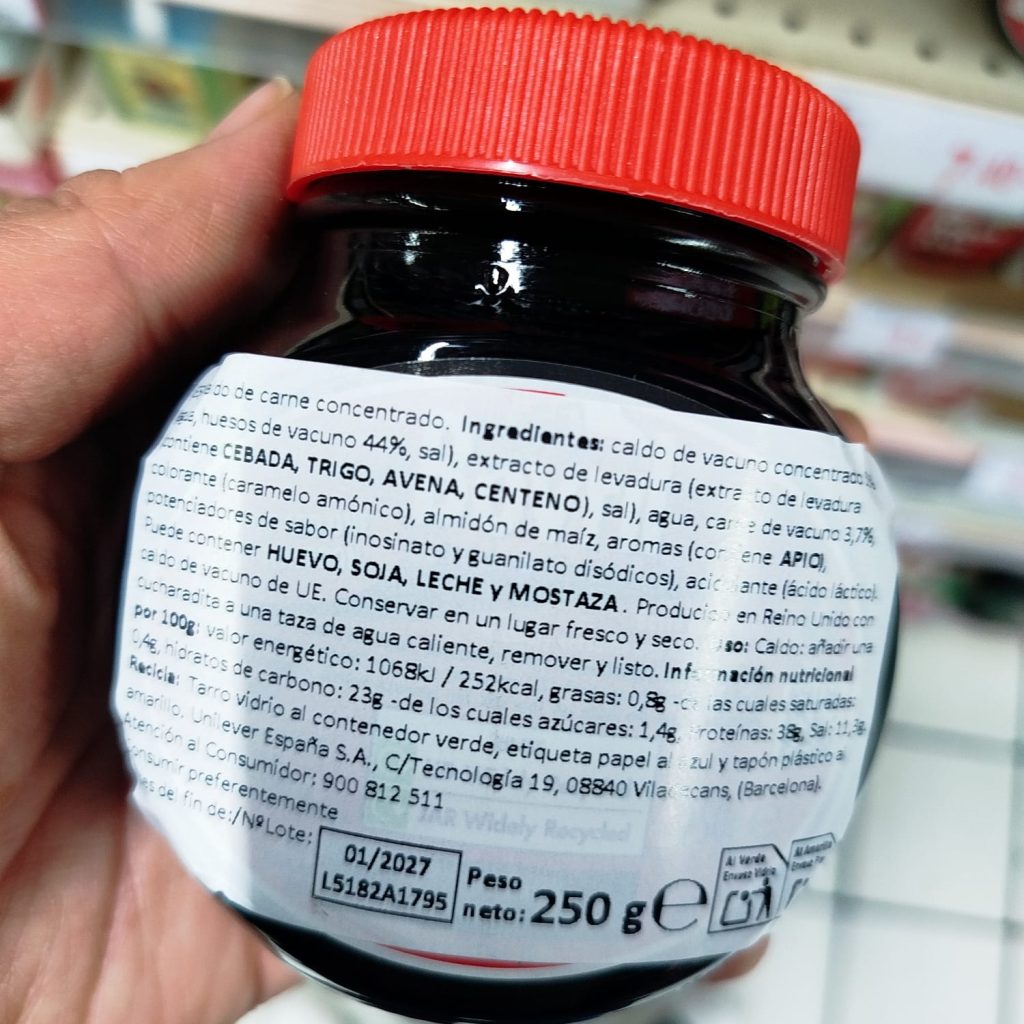 do de carne concentrado. Ingredientes: caldo de vacuno concentrado
huesos de vacuno 44%, sal), extracto de levadura (extracto de levadura
contiene CEBADA, TRIGO, AVENA, CENTENO), sal), agua, carne de vacuno 3,7%,
colorante (caramelo amónico), almidón de maíz, aromas (contiene APIO),
potenciadores de sabor (inosinato y guanilato disódicos), acidulante (ácido láctico).
Puede contener HUEVO, SOJA, LECHE y MOSTAZA. Producido en Reino Unido con
caldo de vacuno de UE. Conservar en un lugar fresco y seco. Uso: Caldo: añadir una
cucharadita a una taza de agua caliente, remover y listo. Información nutricional
por 100g: valor energético: 1068kJ / 252kcal, grasas: 0,8g -de las cuales saturadas:
0,4g, hidratos de carbono: 23g -de los cuales azúcares: 1,4g, Proteínas: 38g, Sal: 11,3g.
Recicla: Tarro vidrio al contenedor verde, etiqueta papel al azul y tapón plástico al
amarillo. Unilever España S.A., C/Tecnología 19, 08840 Viladecans, (Barcelona).
Atención al Consumidor: 900 812 511
JAR Widely Recycled
consumir preferentemente
del fin de:/NºLote:
01/2027
L5182A1795
Peso
neto: 250 g ℮
Al Verde
Envase Vidrio
Al Amarillo